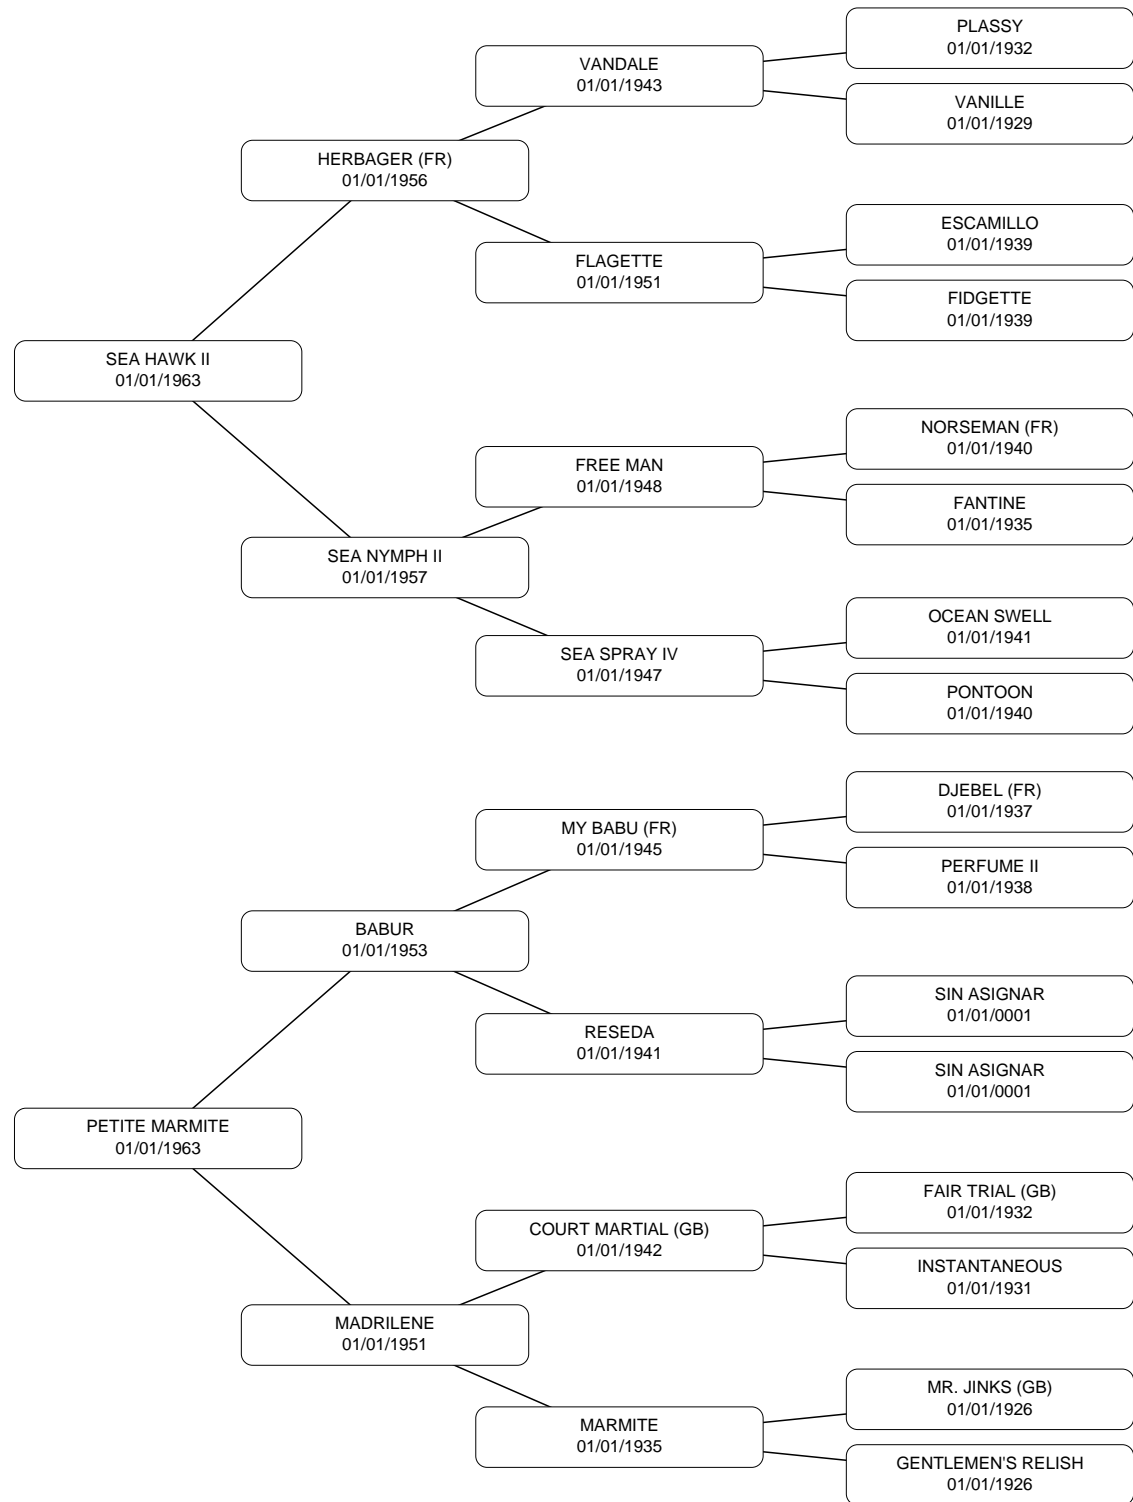 PLASSY
01/01/1932
VANDALE
01/01/1943
VANILLE
01/01/1929
HERBAGER (FR)
01/01/1956
ESCAMILLO
01/01/1939
FLAGETTE
01/01/1951
FIDGETTE
01/01/1939
SEA HAWK II
01/01/1963
NORSEMAN (FR)
01/01/1940
FREE MAN
01/01/1948
FANTINE
01/01/1935
SEA NYMPH II
01/01/1957
OCEAN SWELL
01/01/1941
SEA SPRAY IV
01/01/1947
PONTOON
01/01/1940
DJEBEL (FR)
01/01/1937
MY BABU (FR)
01/01/1945
PERFUME II
01/01/1938
BABUR
01/01/1953
SIN ASIGNAR
01/01/0001
RESEDA
01/01/1941
SIN ASIGNAR
01/01/0001
PETITE MARMITE
01/01/1963
FAIR TRIAL (GB)
01/01/1932
COURT MARTIAL (GB)
01/01/1942
INSTANTANEOUS
01/01/1931
MADRILENE
01/01/1951
MR. JINKS (GB)
01/01/1926
MARMITE
01/01/1935
GENTLEMEN'S RELISH
01/01/1926